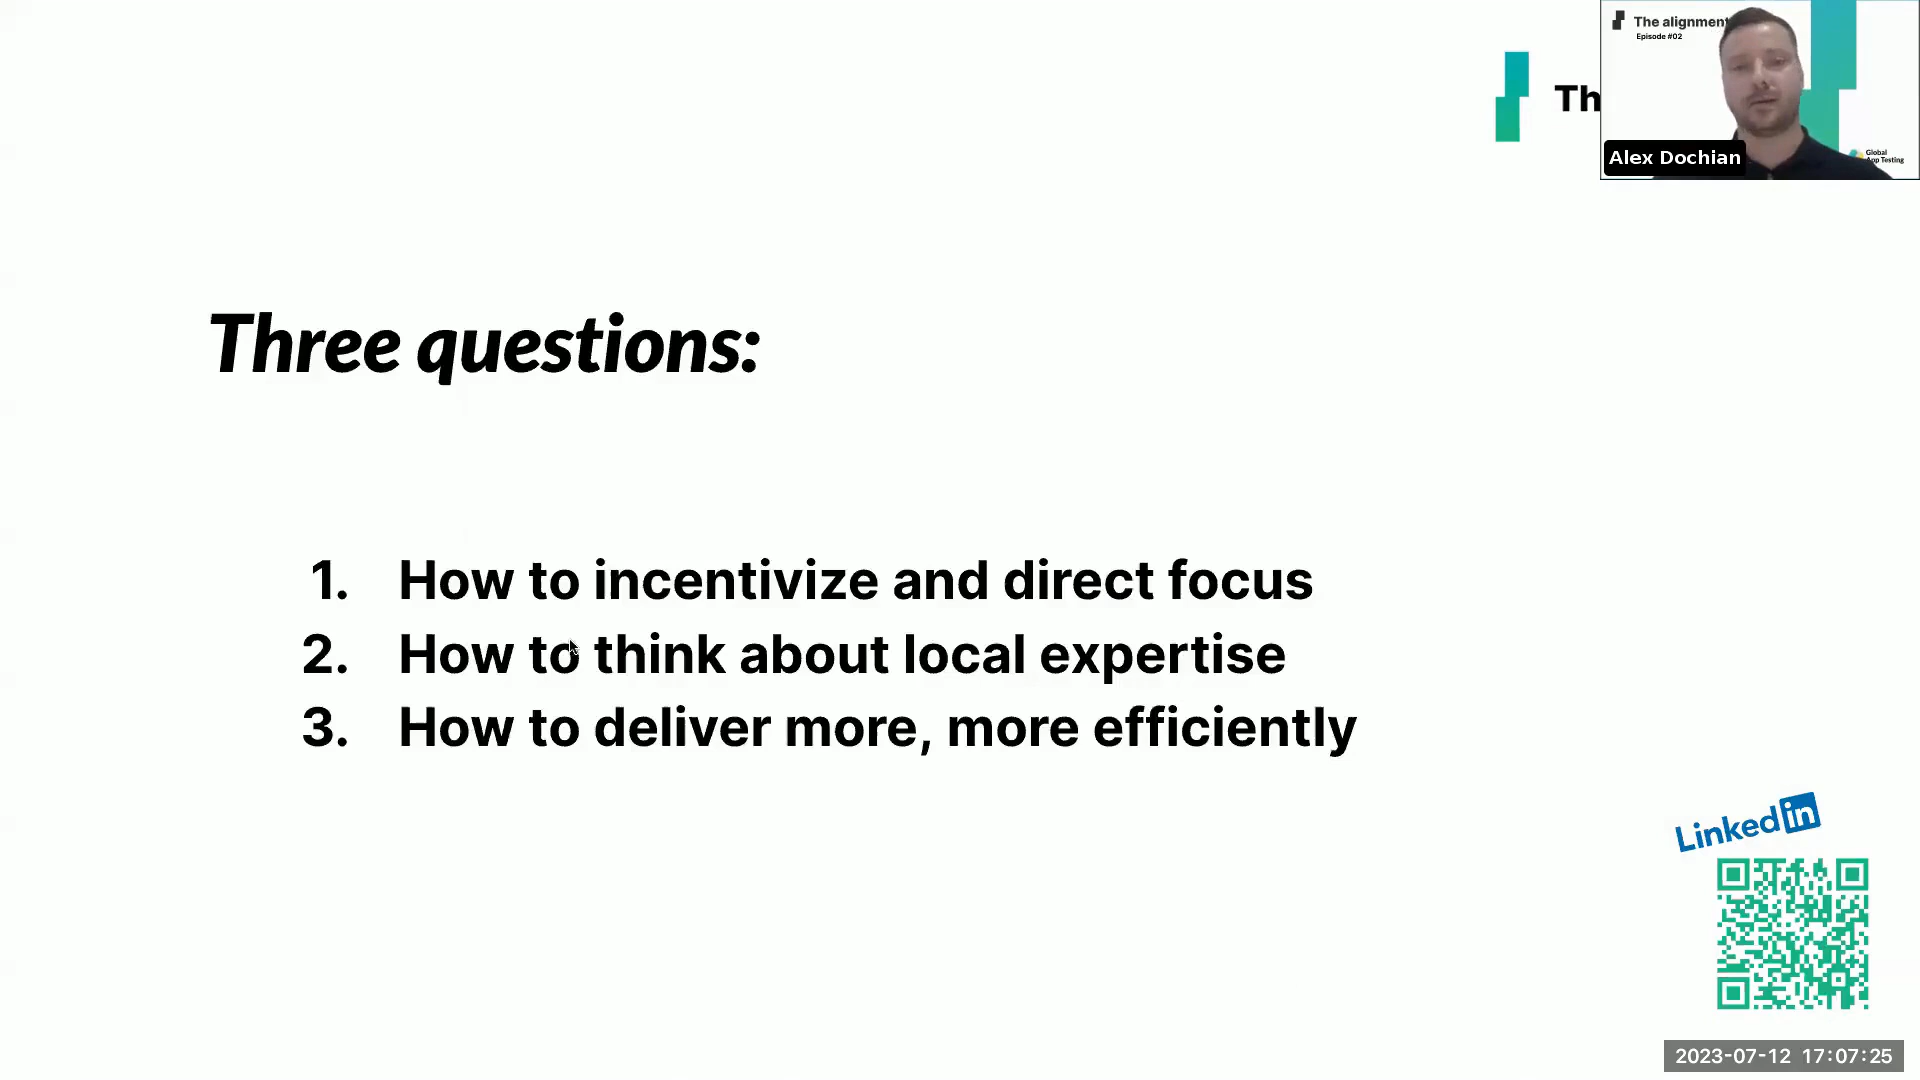 The alignment
Episode #02
Th
Alex Dochian
Global
App Testing
Three questions:
1. How to incentivize and direct focus
2. How to think about local expertise
3. How to deliver more, more efficiently
Linked in
2023-07-12 17:07:25